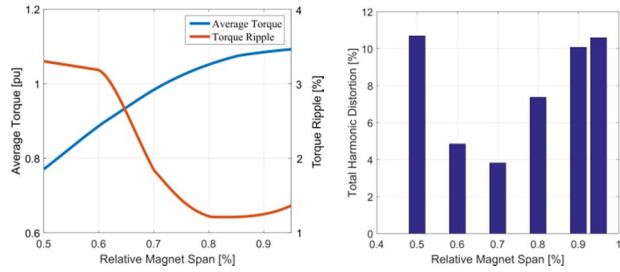 1.2
1
0.8
0.6
Average Torque [pu]
Average Torque
Torque Ripple
4
3
2
1
Torque Ripple [%]
0.5 0.6 0.7 0.8 0.9
Relative Magnet Span [%]
12
10
8
6
4
2
0
Total Harmonic Distortion [%]
0.4 0.5 0.6 0.7 0.8 0.9 1
Relative Magnet Span [%]